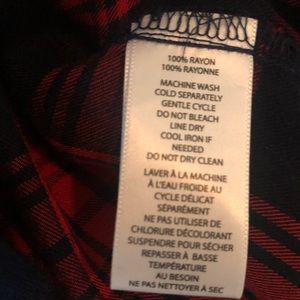 100% RAYON
100% RAYONNE
MACHINE WASH
COLD SEPARATELY
GENTLE CYCLE
DO NOT BLEACH
LINE DRY
COOL IRON IF
NEEDED
DO NOT DRY CLEAN
LAVER À LA MACHINE
À L'EAU FROIDE AU
CYCLE DÉLICAT
SÉPARÉMENT
NE PAS UTILISER DE
CHLORURE DÉCOLORANT
SUSPENDRE POUR SÉCHER
REPASSER À BASSE
TEMPÉRATURE
AU BESOIN
NE PAS NETTOYER À SEC